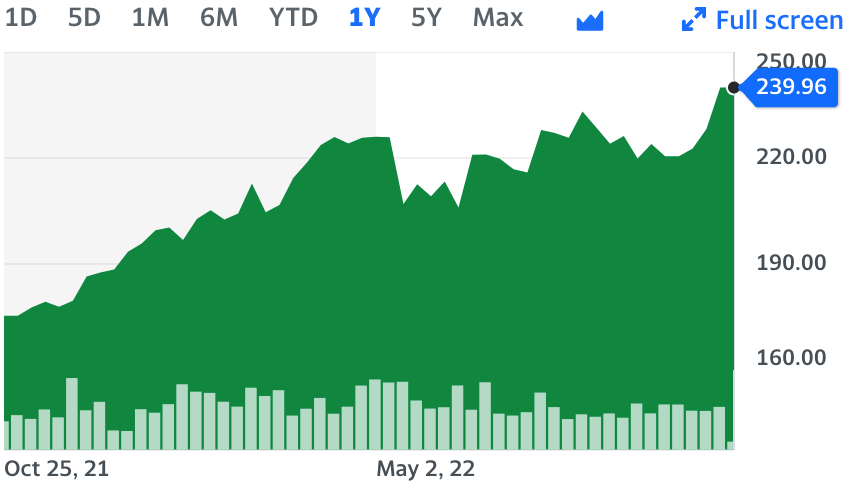 1D 5D 1M 6M YTD 1Y 5Y Max Full screen
250.00
239.96
220.00
190.00
160.00
Oct 25, 21 May 2, 22